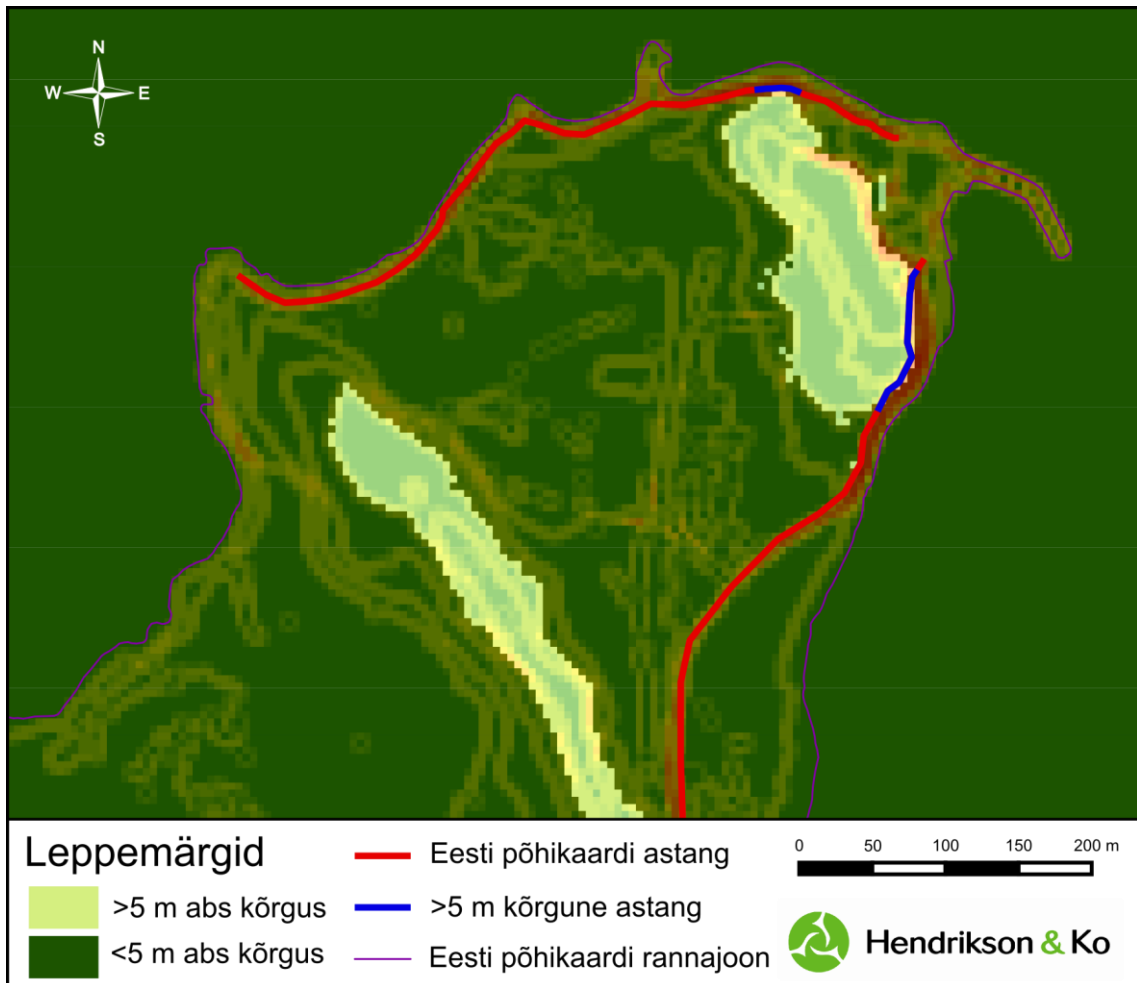 N
W E
S
Leppemärgid
>5 m abs kõrgus
<5 m abs kõrgus
Eesti põhikaardi astang
>5 m kõrgune astang
Eesti põhikaardi rannajoon
0 50 100 150 200 m
Hendrikson & Ko